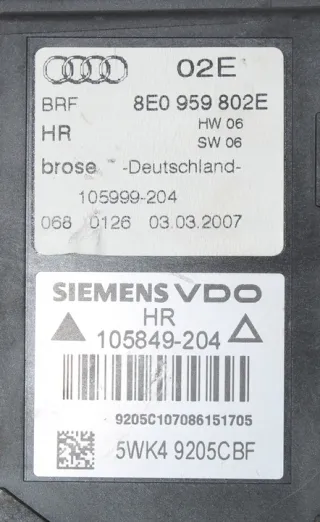 02E
BRF 8E0 959 802E
HR HW 06
SW 06
brose -Deutschland-
105999-204
068 0126 03.03.2007
SIEMENS VDO
HR
105849-204
9205C107086151705
5WK4 9205CBF